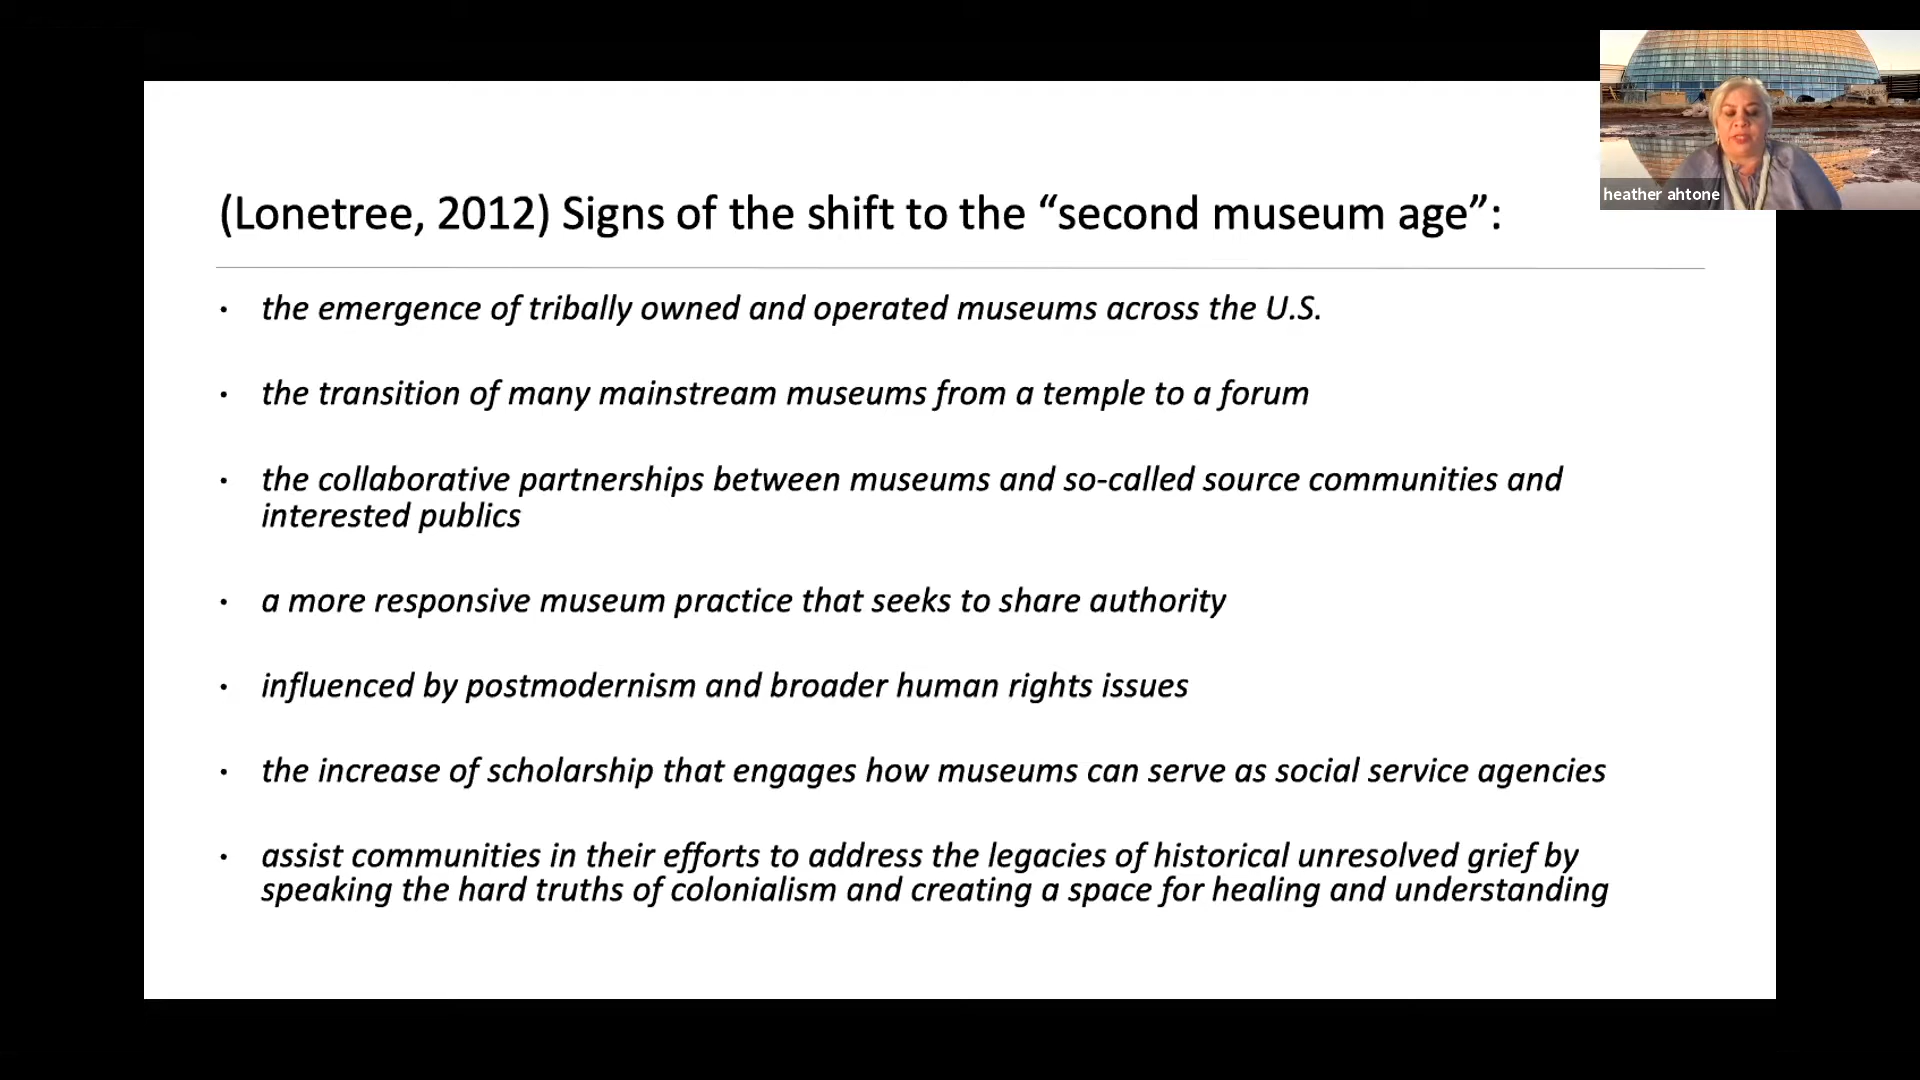 heather ahtone
(Lonetree, 2012) Signs of the shift to the “second museum age”:
• the emergence of tribally owned and operated museums across the U.S.
• the transition of many mainstream museums from a temple to a forum
• the collaborative partnerships between museums and so-called source communities and
interested publics
• a more responsive museum practice that seeks to share authority
• influenced by postmodernism and broader human rights issues
• the increase of scholarship that engages how museums can serve as social service agencies
• assist communities in their efforts to address the legacies of historical unresolved grief by
speaking the hard truths of colonialism and creating a space for healing and understanding